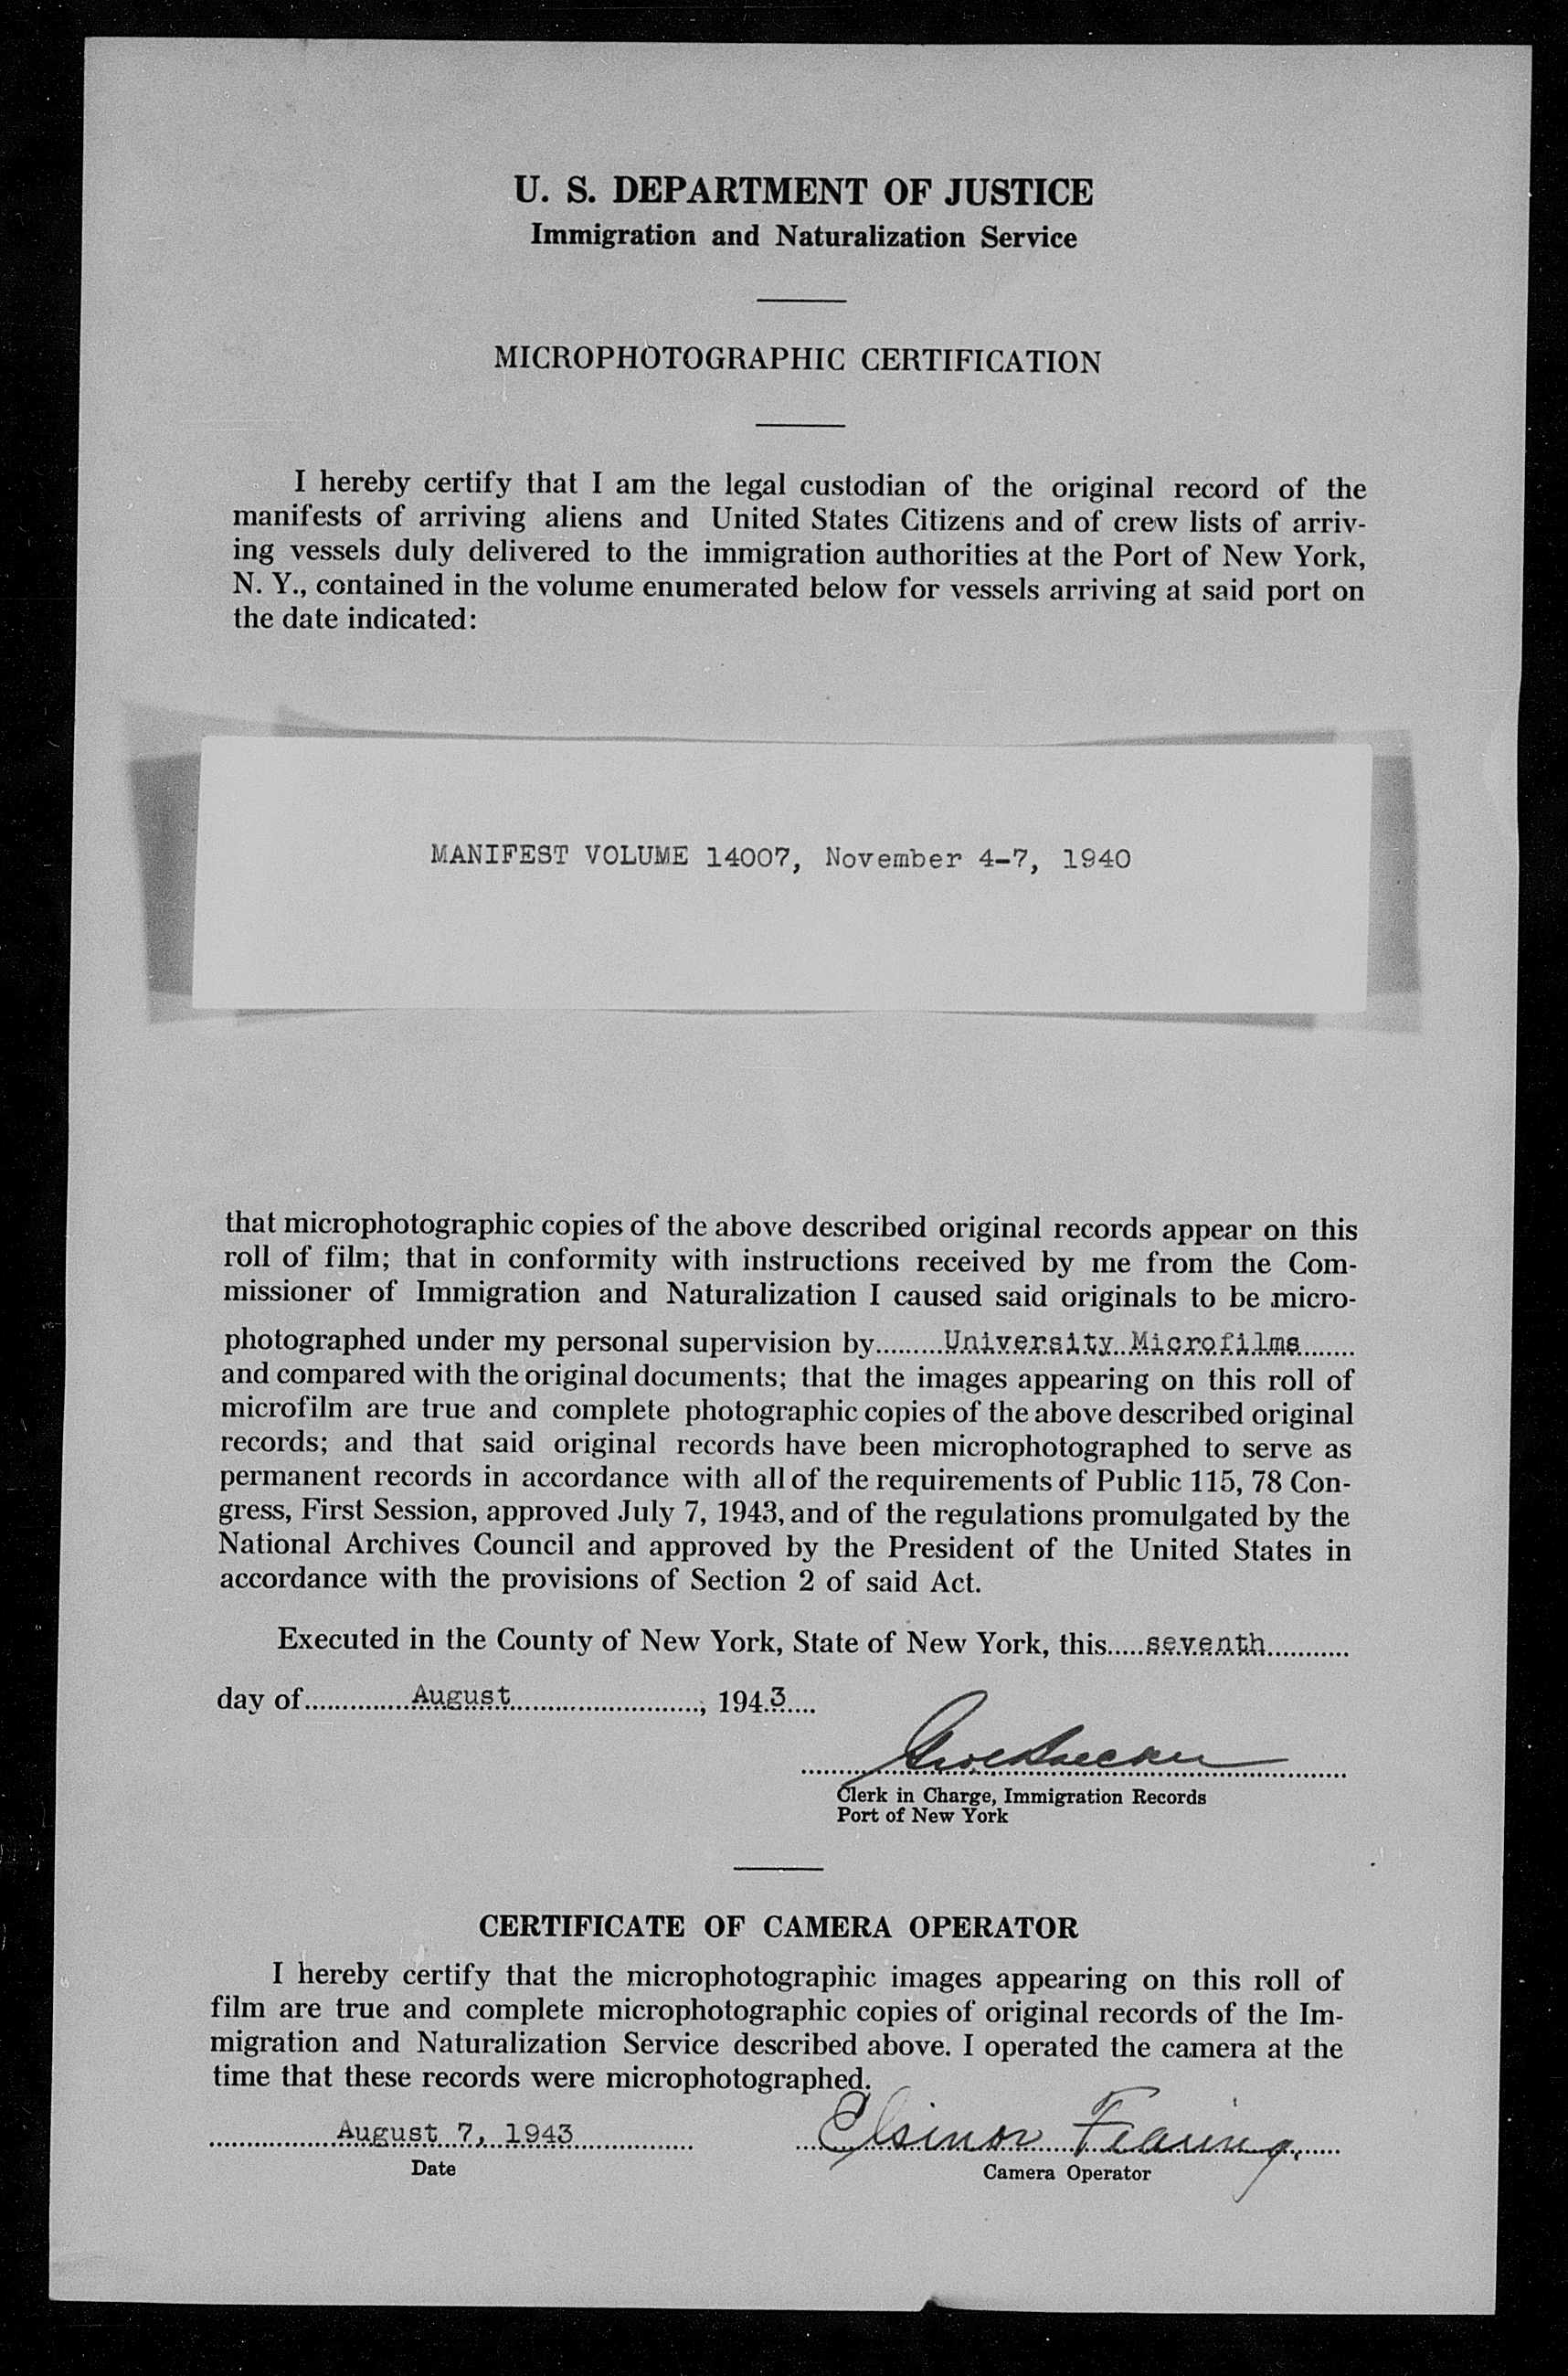 U. S. DEPARTMENT OF JUSTICE
Immigration and Naturalization Service
MICROPHOTOGRAPHIC CERTIFICATION
I hereby certify that I am the legal custodian of the original record of the
manifests of arriving aliens and United States Citizens and of crew lists of arriv-
ing vessels duly delivered to the immigration authorities at the Port of New York,
N. Y., contained in the volume enumerated below for vessels arriving at said port on
the date indicated:
MANIFEST VOLUME 14007, November 4-7, 1940
that microphotographic copies of the above described original records appear on this
roll of film; that in conformity with instructions received by me from the Com-
missioner of Immigration and Naturalization I caused said originals to be micro-
photographed under my personal supervision by University Microfilms
and compared with the original documents; that the images appearing on this roll of
microfilm are true and complete photographic copies of the above described original
records; and that said original records have been microphotographed to serve as
permanent records in accordance with all of the requirements of Public 115, 78 Con-
gress, First Session, approved July 7, 1943, and of the regulations promulgated by the
National Archives Council and approved by the President of the United States in
accordance with the provisions of Section 2 of said Act.
Executed in the County of New York, State of New York, this seventh
day of August, 1943
Clerk in Charge, Immigration Records
Port of New York
CERTIFICATE OF CAMERA OPERATOR
I hereby certify that the microphotographic images appearing on this roll of
film are true and complete microphotographic copies of original records of the Im-
migration and Naturalization Service described above. I operated the camera at the
time that these records were microphotographed.
August 7, 1943 Elsinor Fearing
Date Camera Operator